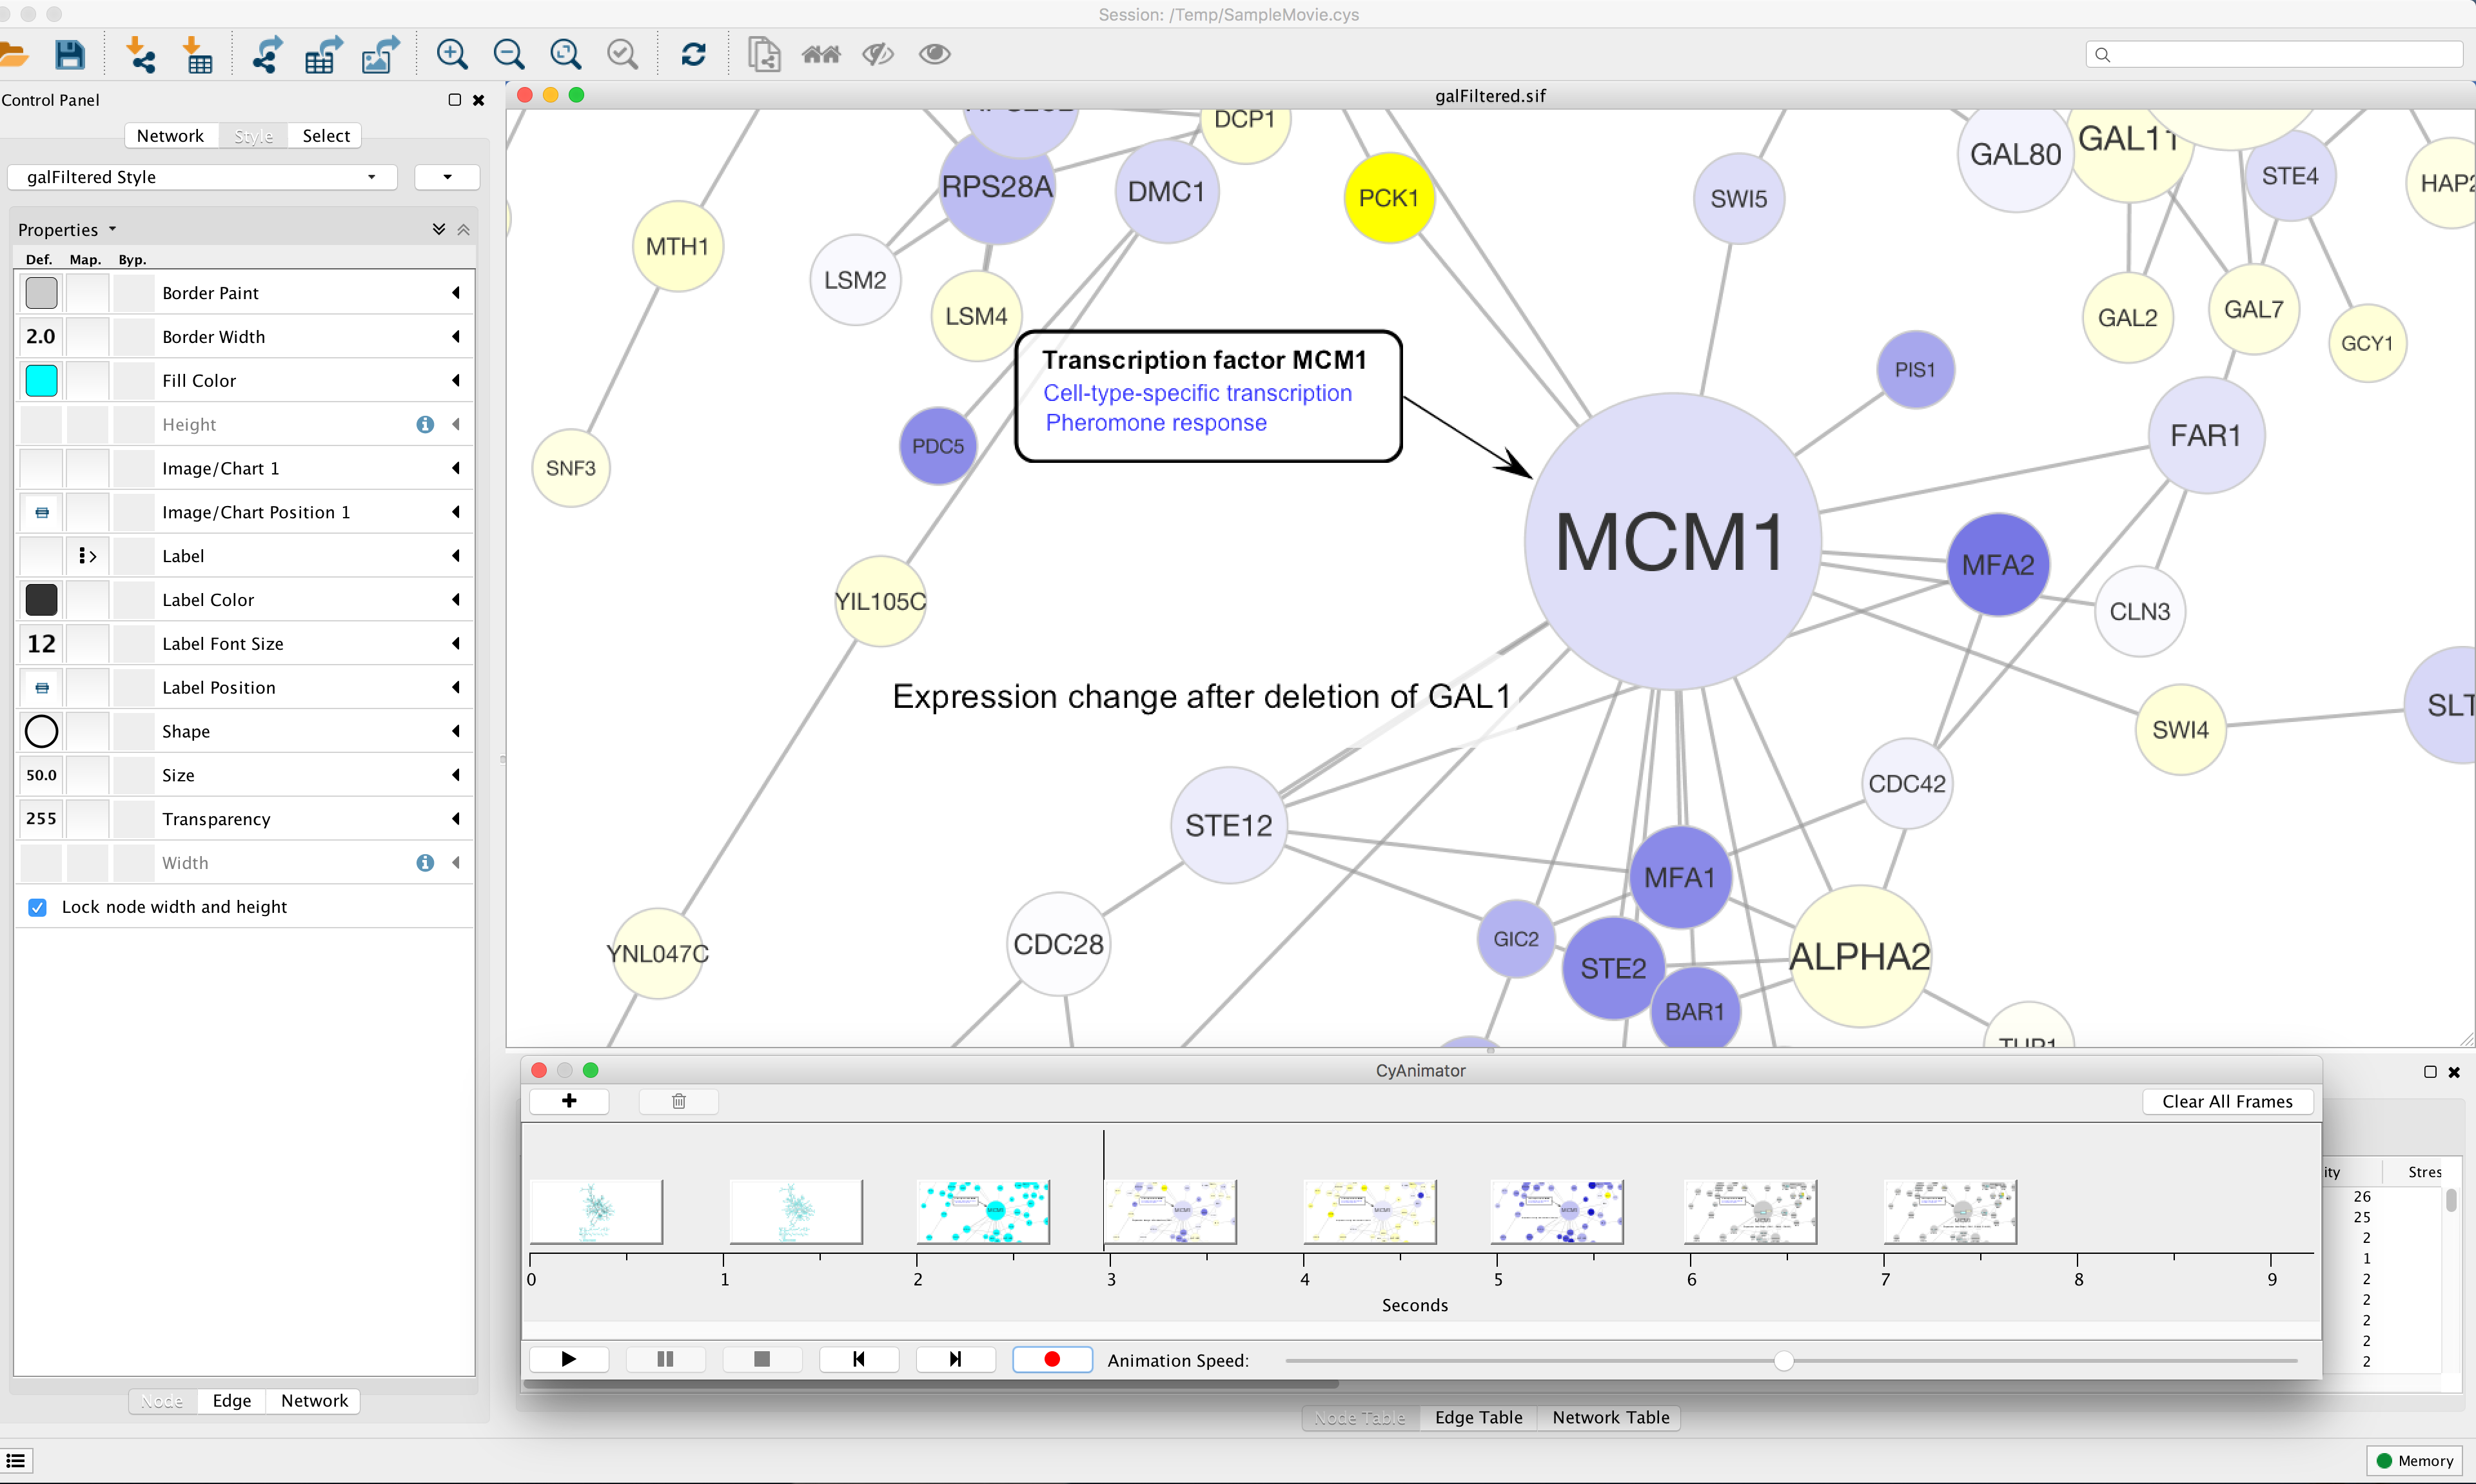 Session: /Temp/SampleMovie.cys
Control Panel
Network Style Select
galFiltered Style
Properties
Def. Map. Byp.
Border Paint
2.0 Border Width
Fill Color
Height
Image/Chart 1
Image/Chart Position 1
Label
Label Color
12 Label Font Size
Label Position
Shape
50.0 Size
255 Transparency
Width
Lock node width and height
Node Edge Network
galFiltered.sif
DCP1
GAL11
GAL80
STE4
HAP2
RPS28A
DMC1
PCK1
SWI5
MTH1
LSM2
LSM4
GAL2
GAL7
GCY1
Transcription factor MCM1
Cell-type-specific transcription
Pheromone response
PIS1
FAR1
PDC5
SNF3
MCM1
MFA2
CLN3
YIL105C
Expression change after deletion of GAL1
SLT
SWI4
CDC42
STE12
MFA1
GIC2
CDC28
YNL047C
STE2
ALPHA2
BAR1
TUP1
CyAnimator
Clear All Frames
0 1 2 3 4 5 6 7 8 9
Seconds
Animation Speed:
ity Stres
26
25
2
1
2
2
2
2
2
Node Table Edge Table Network Table
Memory